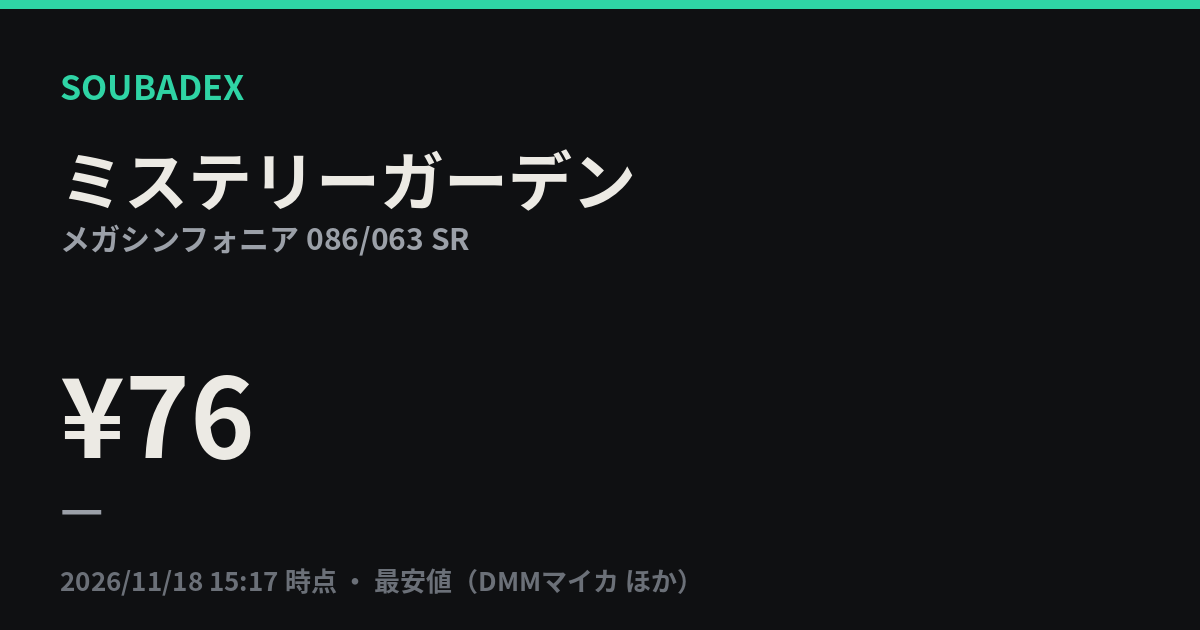 SOUBADEX
ミステリーガーデン
メガシンフォニア 086/063 SR
¥76
—
2026/11/18 15:17 時点 ・ 最安値（DMMマイカ ほか）